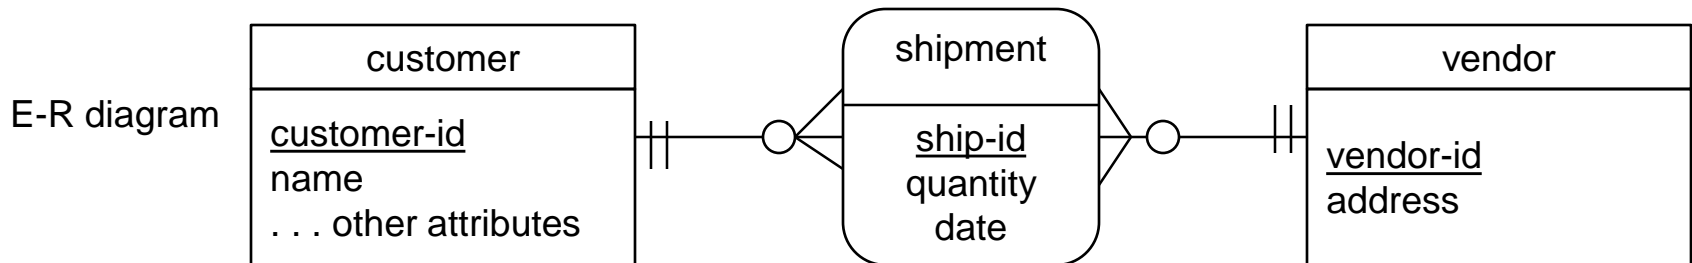 E-R diagram
customer
customer-id
name
. . . other attributes
shipment
ship-id
quantity
date
vendor
vendor-id
address